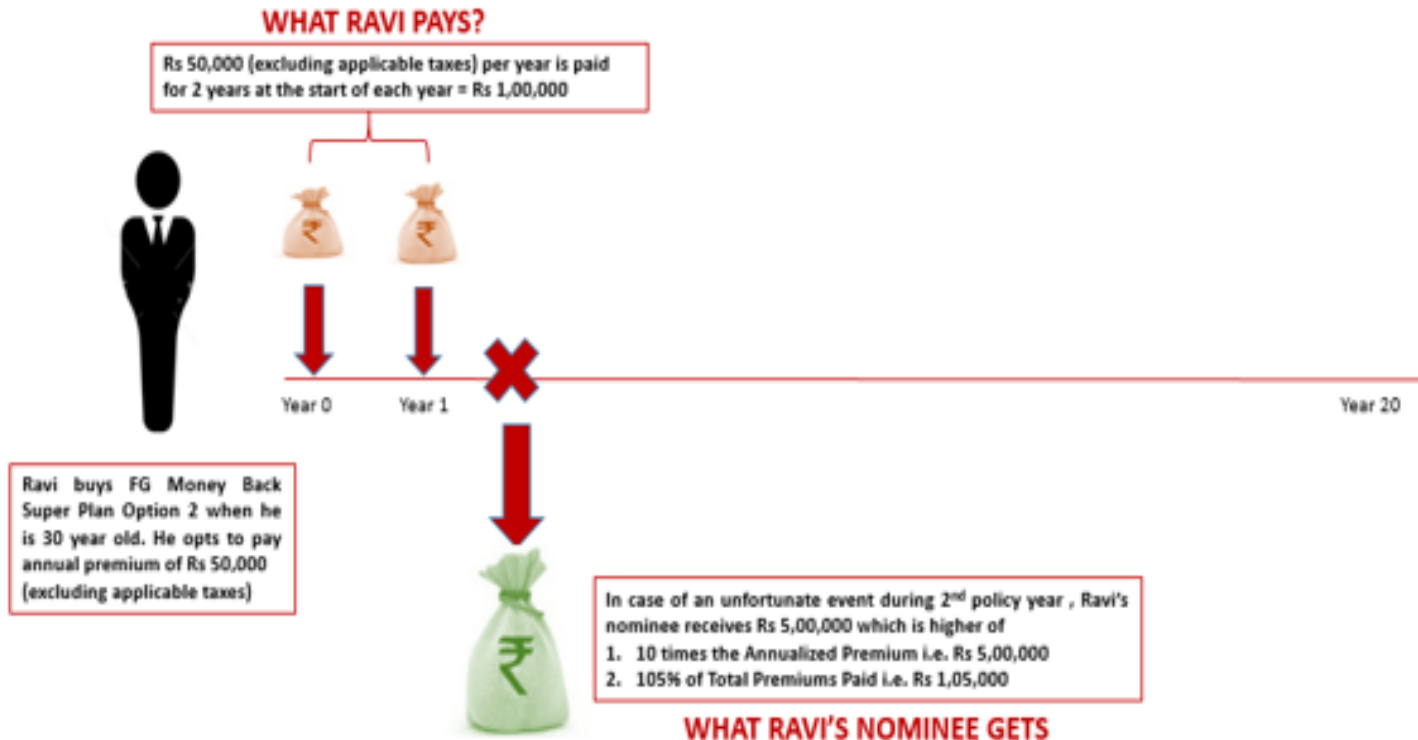 WHAT RAVI PAYS?
Rs 50,000 (excluding applicable taxes) per year is paid
for 2 years at the start of each year = Rs 1,00,000
₹
₹
Year 0
Year 1
Year 20
Ravi buys FG Money Back
Super Plan Option 2 when he
is 30 year old. He opts to pay
annual premium of Rs 50,000
(excluding applicable taxes)
₹
In case of an unfortunate event during 2nd policy year , Ravi's
nominee receives Rs 5,00,000 which is higher of
1. 10 times the Annualized Premium i.e. Rs 5,00,000
2. 105% of Total Premiums Paid i.e. Rs 1,05,000
WHAT RAVI'S NOMINEE GETS